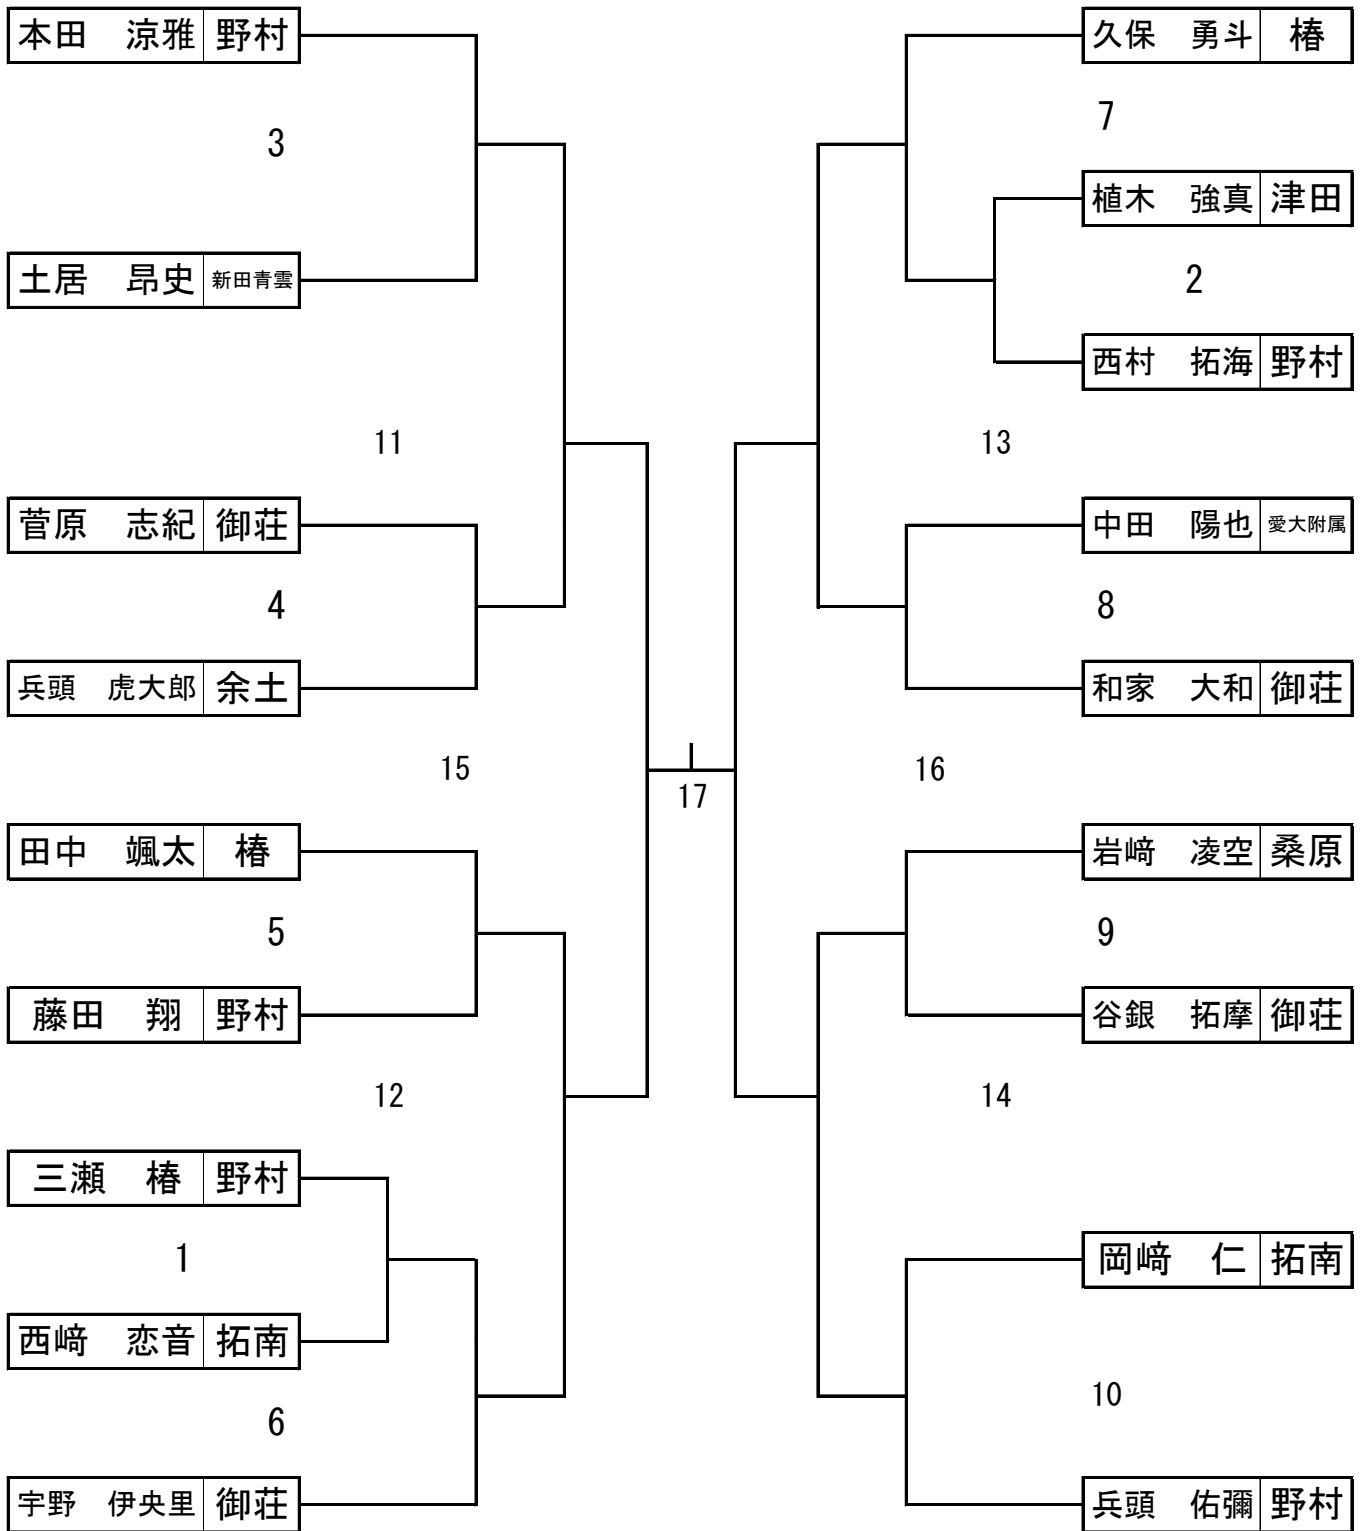 本田　涼雅 野村
3
土居　昂史 新田青雲
11
菅原　志紀 御荘
4
兵頭　虎大郎 余土
15
田中　颯太 椿
5
藤田　翔 野村
12
三瀬　椿 野村
1
西﨑　恋音 拓南
6
宇野　伊央里 御荘
17
久保　勇斗 椿
7
植木　強真 津田
2
西村　拓海 野村
13
中田　陽也 愛大附属
8
和家　大和 御荘
16
岩﨑　凌空 桑原
9
谷銀　拓摩 御荘
14
岡﨑　仁 拓南
10
兵頭　佑彌 野村